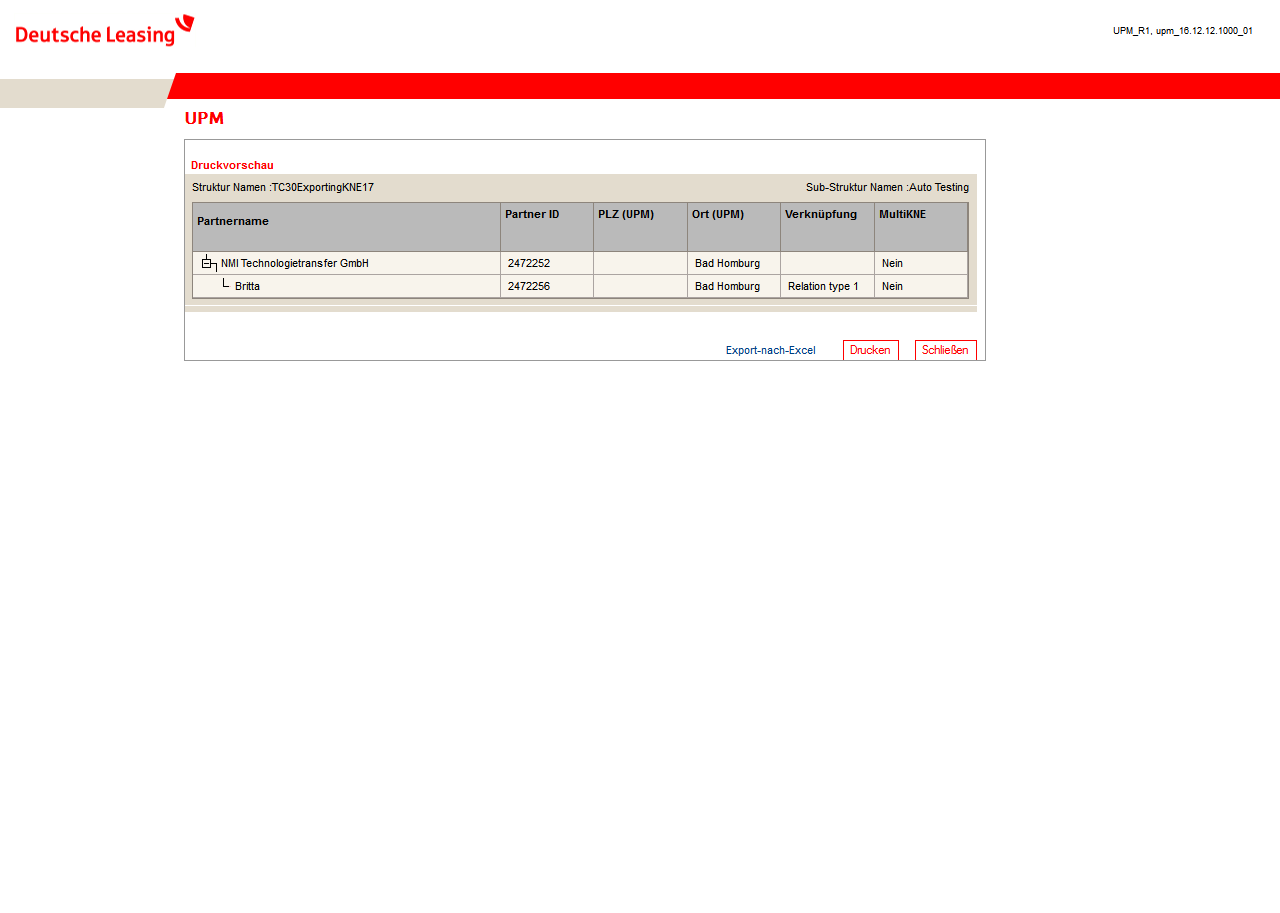 Deutsche Leasing
UPM_R1, upm_16.12.12.1000_01
UPM
Druckvorschau
Struktur Namen :TC30ExportingKNE17 Sub-Struktur Namen :Auto Testing
Partnername Partner ID PLZ (UPM) Ort (UPM) Verknüpfung MultiKNE
NMI Technologietransfer GmbH 2472252 Bad Homburg Nein
Britta 2472256 Bad Homburg Relation type 1 Nein
Export-nach-Excel Drucken Schließen